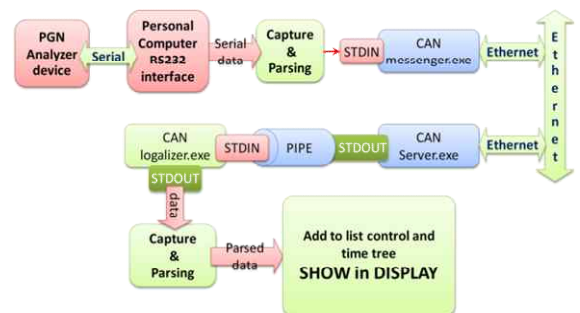 PGN
Analyzer
device
Serial
Personal
Computer
RS232
interface
Serial
data
Capture
&
Parsing
STDIN
CAN
messenger.exe
Ethernet
Ethernet
CAN
logalizer.exe
STDIN
PIPE
STDOUT
CAN
Server.exe
Ethernet
STDOUT
data
Capture
&
Parsing
Parsed
data
Add to list control and
time tree
SHOW in DISPLAY